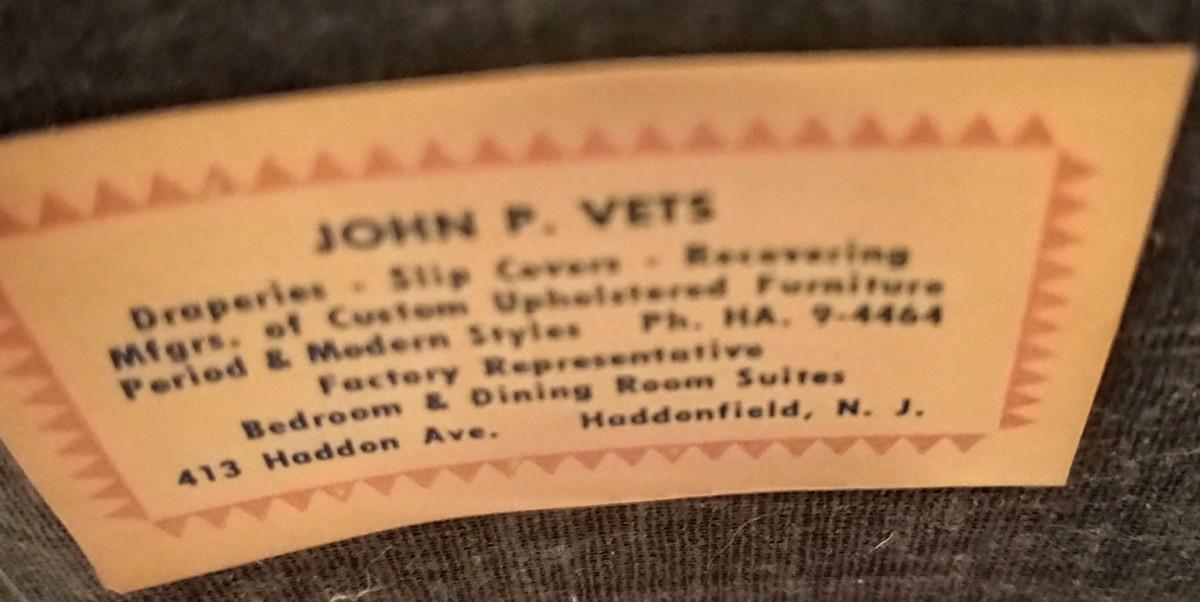 JOHN P. VETS
Draperies - Slip Covers - Recovering
Mfgrs. of Custom Upholstered Furniture
Period & Modern Styles Ph. HA. 9-4464
Factory Representative
Bedroom & Dining Room Suites
413 Haddon Ave. Haddonfield, N. J.